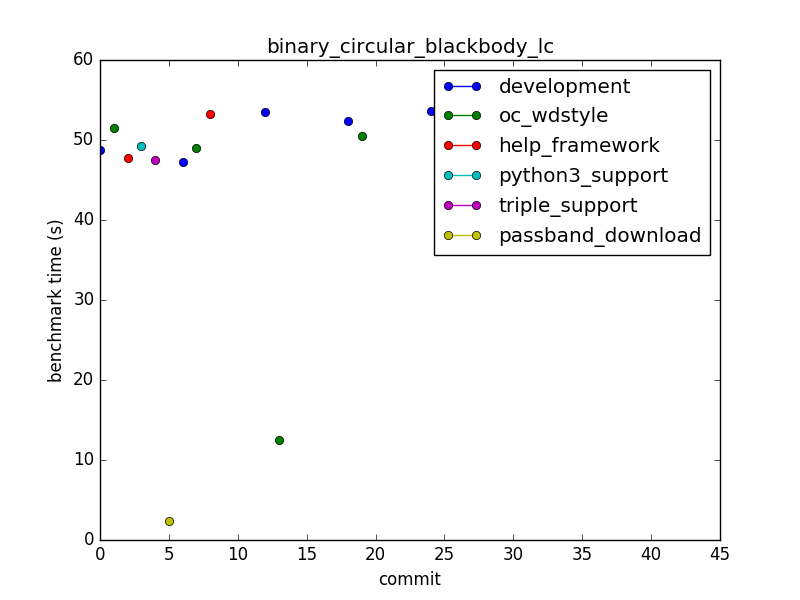 binary_circular_blackbody_lc
60
50
40
30
20
10
0
benchmark time (s)
development
oc_wdstyle
help_framework
python3_support
triple_support
passband_download
0 5 10 15 20 25 30 35 40 45
commit